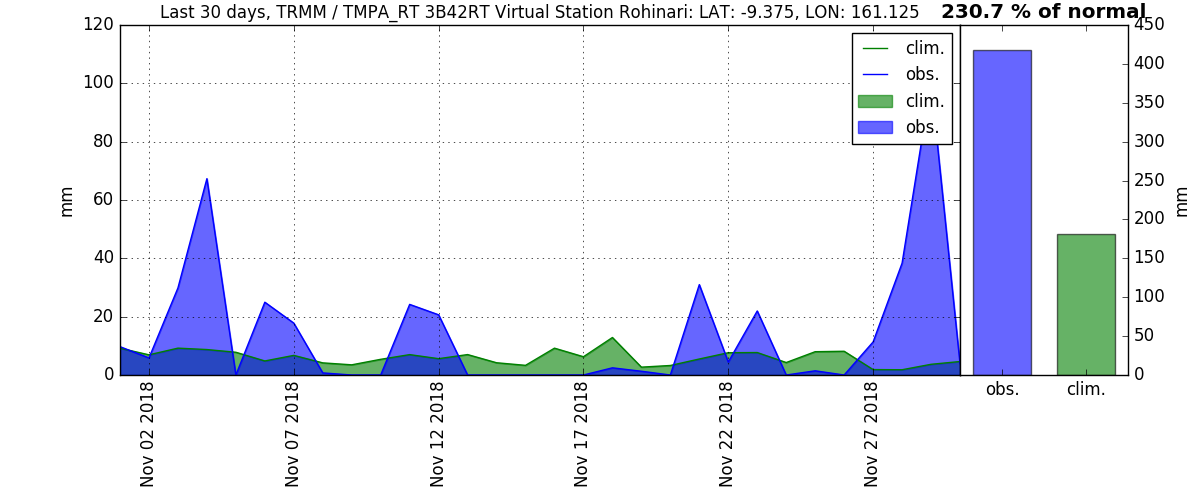 Last 30 days, TRMM / TMPA_RT 3B42RT Virtual Station Rohinari: LAT: -9.375, LON: 161.125
230.7 % of normal
120
100
80
60
40
20
0
mm
clim.
obs.
clim.
obs.
450
400
350
300
250
200
150
100
50
0
mm
obs.
clim.
Nov 02 2018
Nov 07 2018
Nov 12 2018
Nov 17 2018
Nov 22 2018
Nov 27 2018